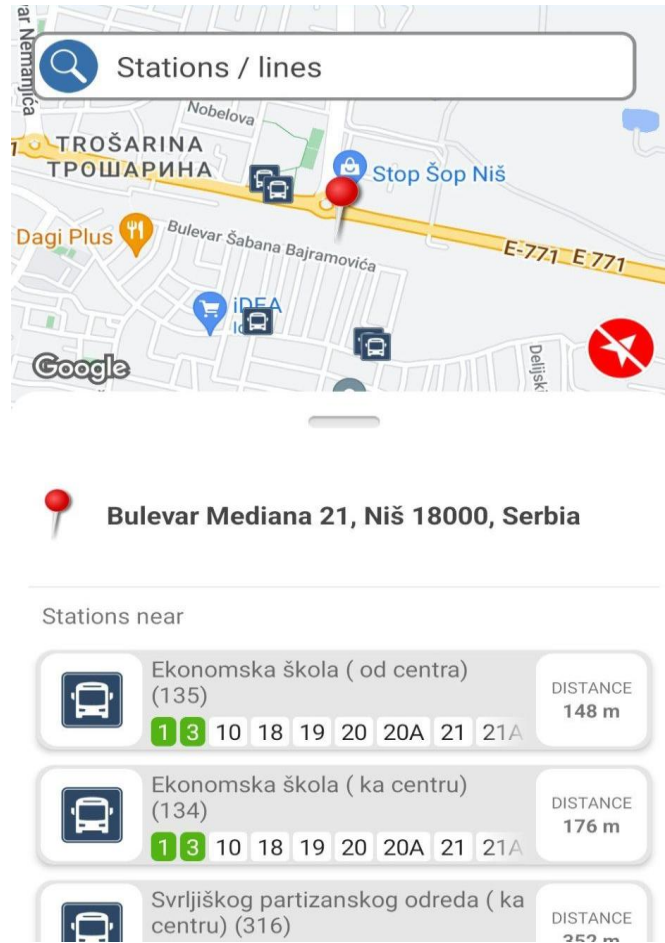 var Nemanjića
Stations / lines
Nobelova
TROŠARINA
ТРОШАРИНА
Stop Šop Niš
Dagi Plus
Bulevar Šabana Bajramovića
E-771 E 771
iDEA
Google
Delijsk
Bulevar Mediana 21, Niš 18000, Serbia
Stations near
Ekonomska škola ( od centra)
(135)
DISTANCE
148 m
1 3 10 18 19 20 20A 21 21A
Ekonomska škola ( ka centru)
(134)
DISTANCE
176 m
1 3 10 18 19 20 20A 21 21A
Svrljiškog partizanskog odreda ( ka
centru) (316)
DISTANCE
352 m